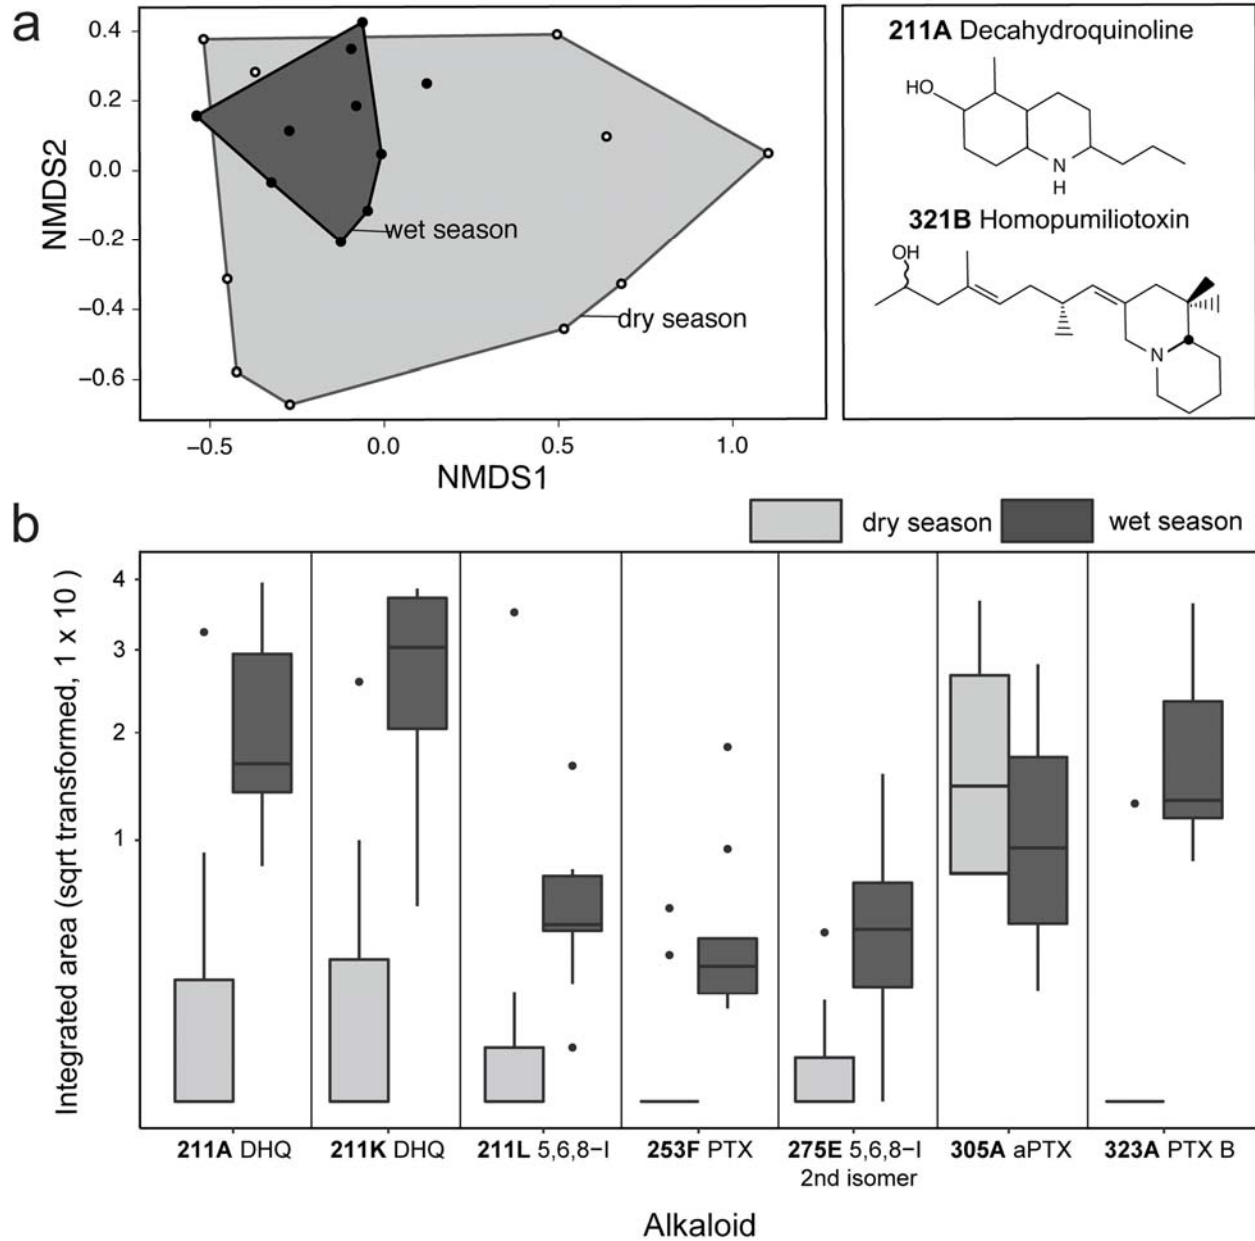 a
0.4
0.2
0.0
−0.2
−0.4
−0.6
NMDS2
wet season
dry season
−0.5
0.0
0.5
1.0
NMDS1
211A Decahydroquinoline
HO
N
H
321B Homopumiliotoxin
OH
N
b
dry season
wet season
Integrated area (sqrt transformed, 1 x 10 )
4
3
2
1
211A DHQ
211K DHQ
211L 5,6,8−I
253F PTX
275E 5,6,8−I
2nd isomer
305A aPTX
323A PTX B
Alkaloid